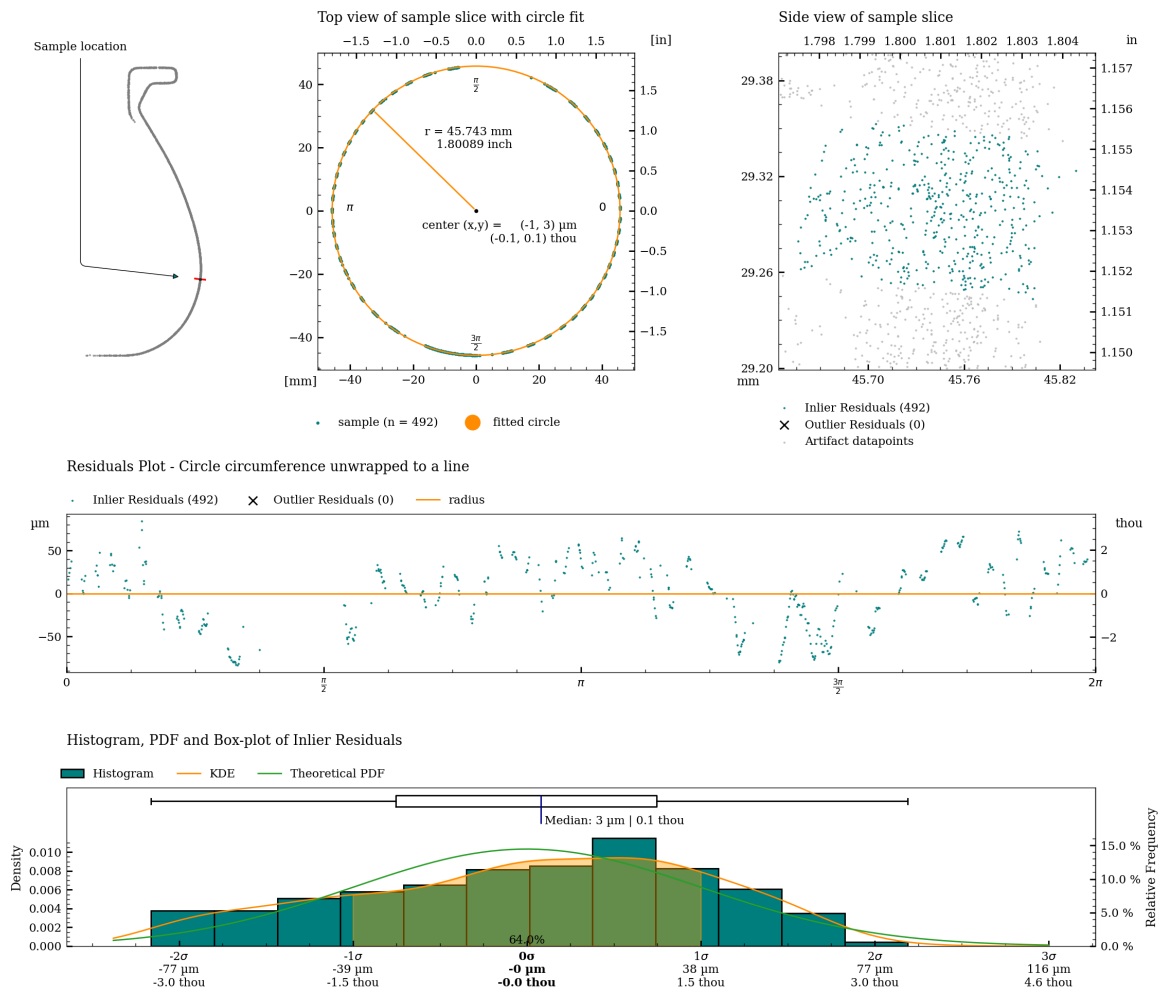 Sample location
Top view of sample slice with circle fit
−1.5 −1.0 −0.5 0.0 0.5 1.0 1.5 [in]
40
20
0
−20
−40
1.5
1.0
0.5
0.0
−0.5
−1.0
−1.5
π/2
r = 45.743 mm
1.80089 inch
π
0
center (x,y) = (-1, 3) µm
(-0.1, 0.1) thou
3π/2
[mm] −40 −20 0 20 40
sample (n = 492) fitted circle
Side view of sample slice
1.798 1.799 1.800 1.801 1.802 1.803 1.804 in
29.38
29.32
29.26
29.20
1.157
1.156
1.155
1.154
1.153
1.152
1.151
1.150
mm 45.70 45.76 45.82
Inlier Residuals (492)
Outlier Residuals (0)
Artifact datapoints
Residuals Plot - Circle circumference unwrapped to a line
Inlier Residuals (492) Outlier Residuals (0) radius
µm thou
50 2
0 0
−50 −2
0 π/2 π 3π/2 2π
Histogram, PDF and Box-plot of Inlier Residuals
Histogram KDE Theoretical PDF
Median: 3 µm | 0.1 thou
Density
0.010
0.008
0.006
0.004
0.002
0.000
15.0 %
10.0 %
5.0 %
0.0 %
Relative Frequency
64.0%
-2σ -1σ 0σ 1σ 2σ 3σ
-77 µm -39 µm -0 µm 38 µm 77 µm 116 µm
-3.0 thou -1.5 thou -0.0 thou 1.5 thou 3.0 thou 4.6 thou